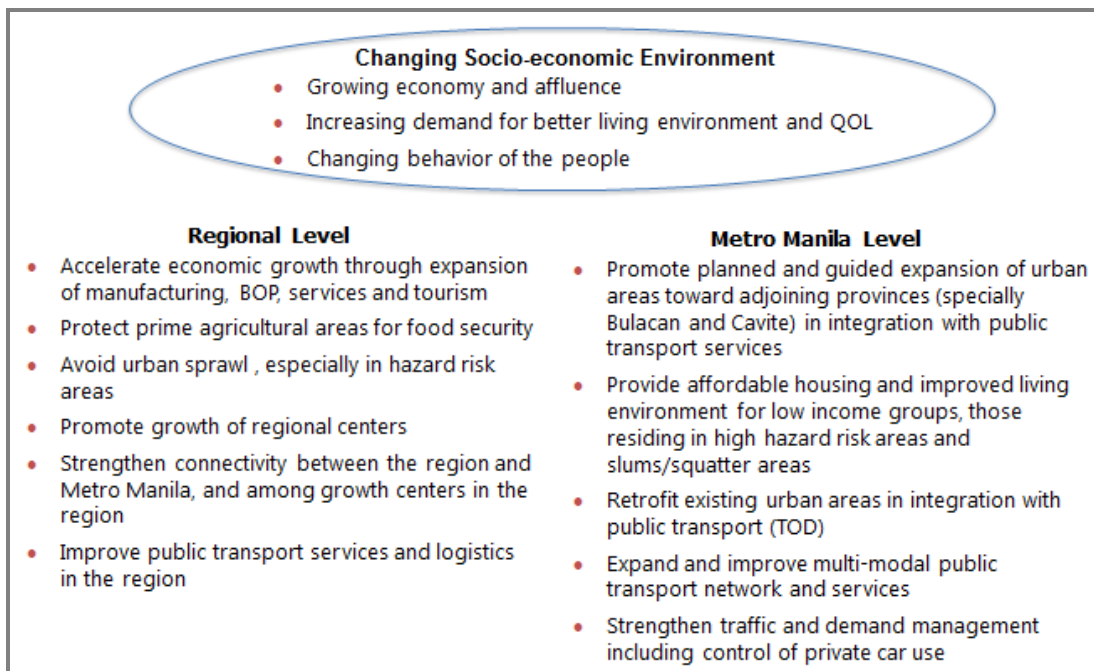 Changing Socio-economic Environment
• Growing economy and affluence
• Increasing demand for better living environment and QOL
• Changing behavior of the people
Regional Level
• Accelerate economic growth through expansion
of manufacturing, BOP, services and tourism
• Protect prime agricultural areas for food security
• Avoid urban sprawl , especially in hazard risk
areas
• Promote growth of regional centers
• Strengthen connectivity between the region and
Metro Manila, and among growth centers in the
region
• Improve public transport services and logistics
in the region
Metro Manila Level
• Promote planned and guided expansion of urban
areas toward adjoining provinces (specially
Bulacan and Cavite) in integration with public
transport services
• Provide affordable housing and improved living
environment for low income groups, those
residing in high hazard risk areas and
slums/squatter areas
• Retrofit existing urban areas in integration with
public transport (TOD)
• Expand and improve multi-modal public
transport network and services
• Strengthen traffic and demand management
including control of private car use